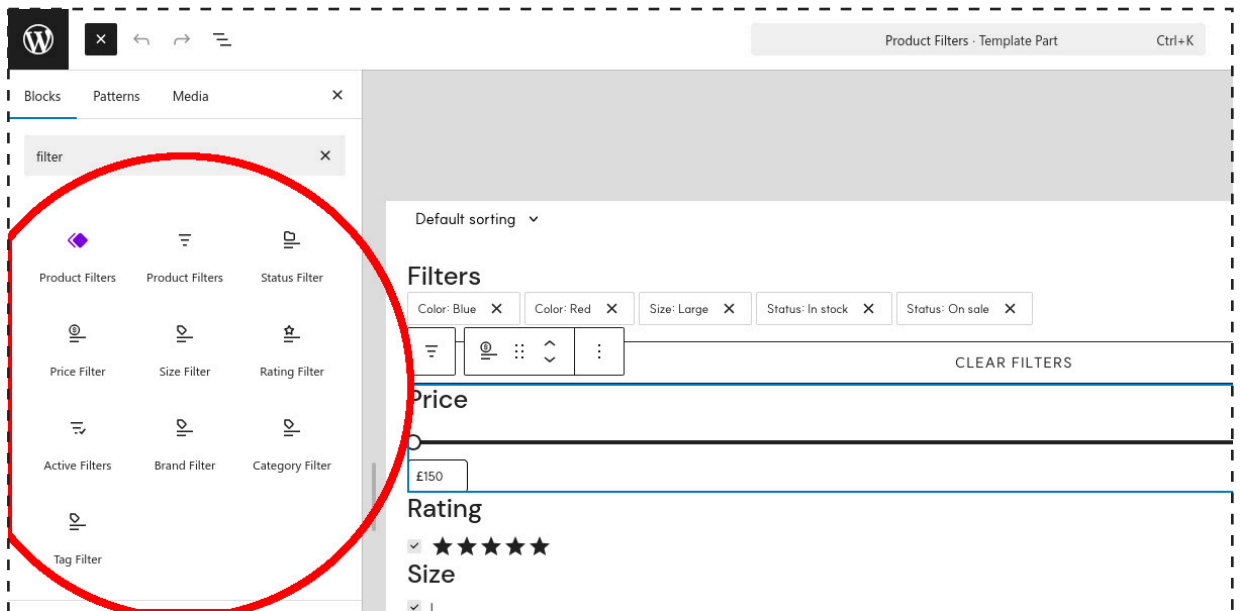 Product Filters · Template Part Ctrl+K
Blocks Patterns Media
filter
Product Filters Product Filters Status Filter
Price Filter Size Filter Rating Filter
Active Filters Brand Filter Category Filter
Tag Filter
Default sorting
Filters
Color: Blue Color: Red Size: Large Status: In stock Status: On sale
CLEAR FILTERS
Price
£150
Rating
Size